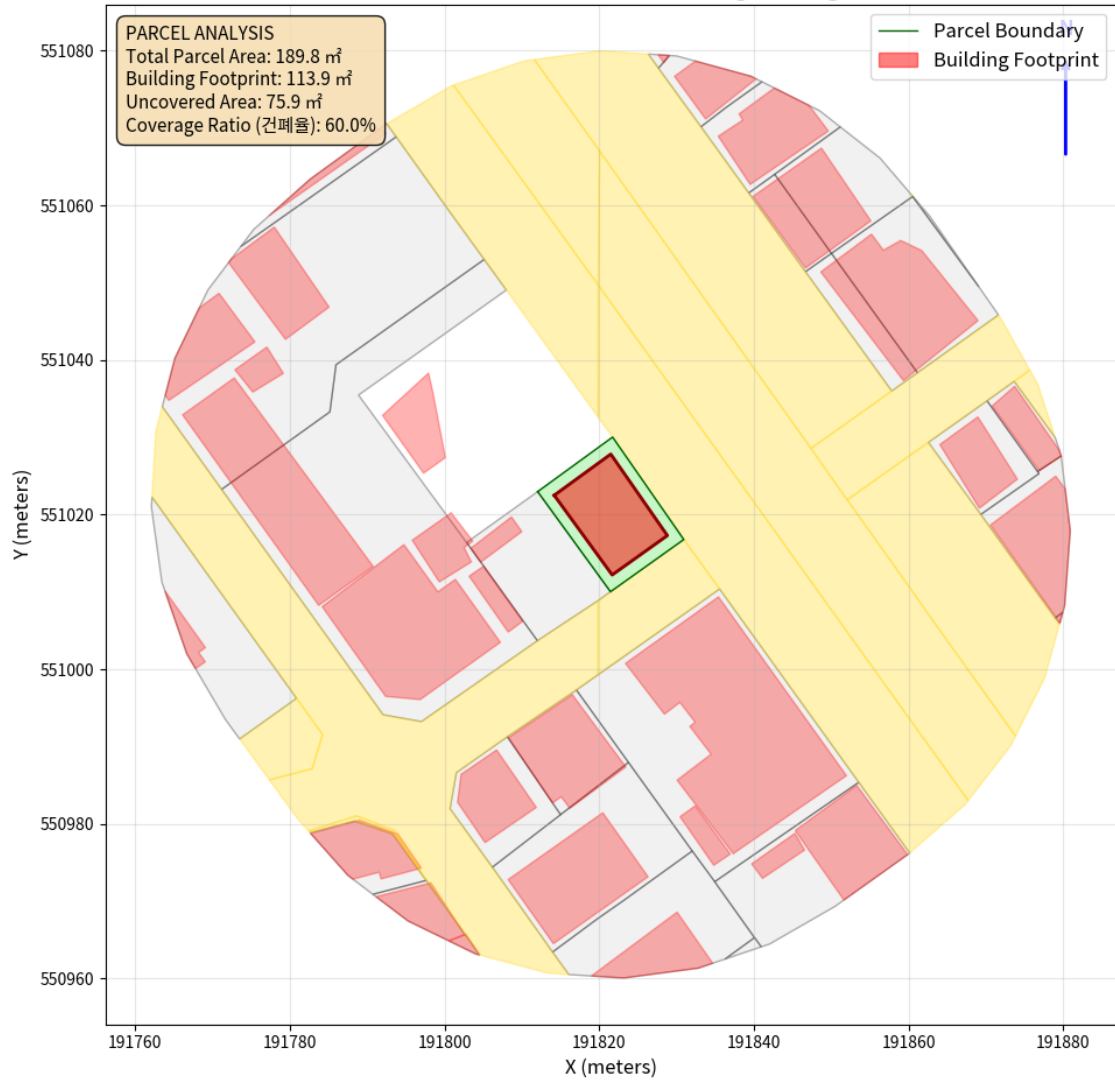 PARCEL ANALYSIS
Total Parcel Area: 189.8 ㎡
Building Footprint: 113.9 ㎡
Uncovered Area: 75.9 ㎡
Coverage Ratio (건폐율): 60.0%
N
Parcel Boundary
Building Footprint
551080
551060
551040
551020
551000
550980
550960
Y (meters)
191760
191780
191800
191820
191840
191860
191880
X (meters)